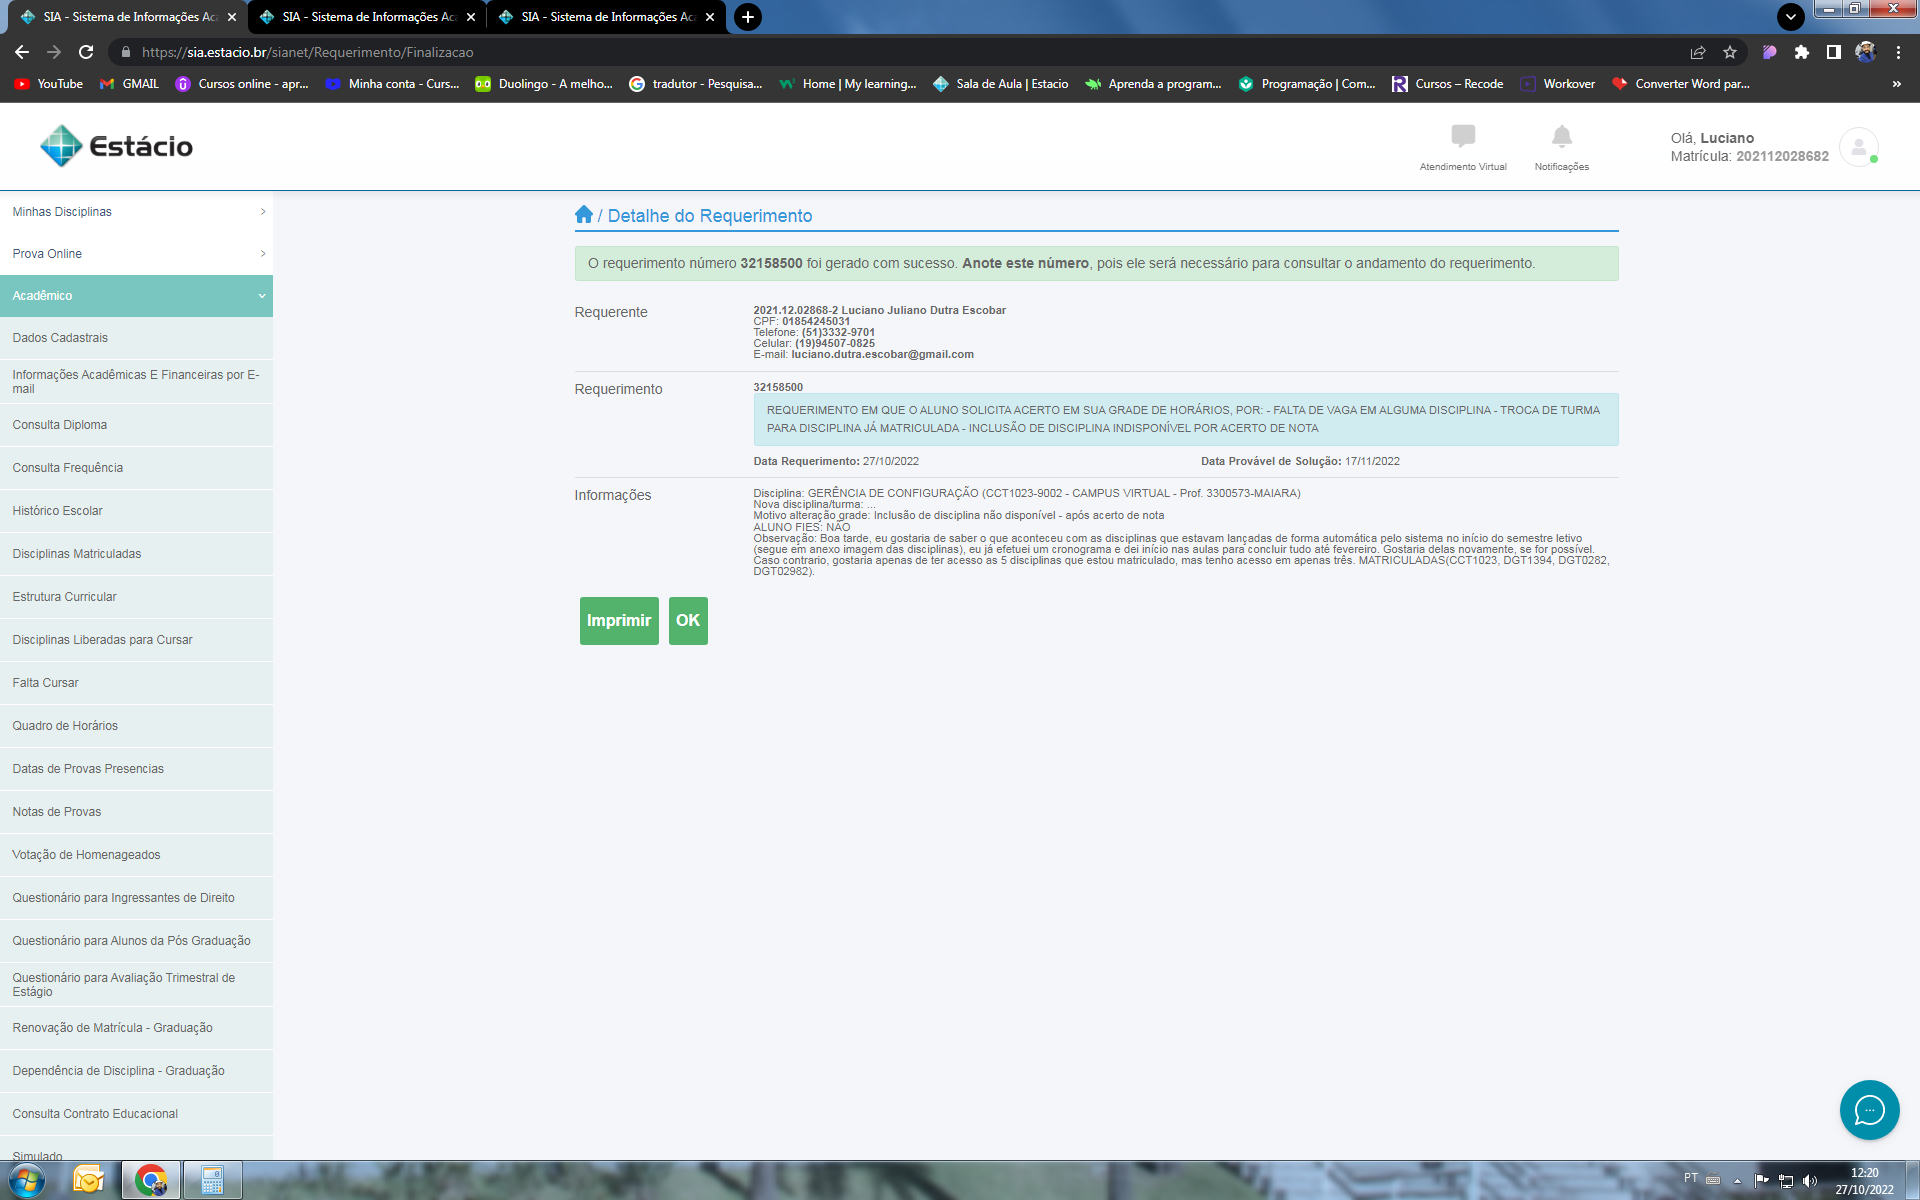 SIA - Sistema de Informações Aca
SIA - Sistema de Informações Aca
SIA - Sistema de Informações Aca
https://sia.estacio.br/sianet/Requerimento/Finalizacao
YouTube
GMAIL
Cursos online - apr...
Minha conta - Curs...
Duolingo - A melho...
tradutor - Pesquisa...
Home | My learning...
Sala de Aula | Estacio
Aprenda a program...
Programação | Com...
Cursos – Recode
Workover
Converter Word par...
»
Estácio
Atendimento Virtual
Notificações
Olá, Luciano
Matrícula: 202112028682
Minhas Disciplinas
Prova Online
Acadêmico
Dados Cadastrais
Informações Acadêmicas E Financeiras por E-
mail
Consulta Diploma
Consulta Frequência
Histórico Escolar
Disciplinas Matriculadas
Estrutura Curricular
Disciplinas Liberadas para Cursar
Falta Cursar
Quadro de Horários
Datas de Provas Presencias
Notas de Provas
Votação de Homenageados
Questionário para Ingressantes de Direito
Questionário para Alunos da Pós Graduação
Questionário para Avaliação Trimestral de
Estágio
Renovação de Matrícula - Graduação
Dependência de Disciplina - Graduação
Consulta Contrato Educacional
Simulado
/ Detalhe do Requerimento
O requerimento número 32158500 foi gerado com sucesso. Anote este número, pois ele será necessário para consultar o andamento do requerimento.
Requerente
2021.12.02868-2 Luciano Juliano Dutra Escobar
CPF: 01854245031
Telefone: (51)3332-9701
Celular: (19)94507-0825
E-mail: luciano.dutra.escobar@gmail.com
Requerimento
32158500
REQUERIMENTO EM QUE O ALUNO SOLICITA ACERTO EM SUA GRADE DE HORÁRIOS, POR: - FALTA DE VAGA EM ALGUMA DISCIPLINA - TROCA DE TURMA
PARA DISCIPLINA JÁ MATRICULADA - INCLUSÃO DE DISCIPLINA INDISPONÍVEL POR ACERTO DE NOTA
Data Requerimento: 27/10/2022
Data Provável de Solução: 17/11/2022
Informações
Disciplina: GERÊNCIA DE CONFIGURAÇÃO (CCT1023-9002 - CAMPUS VIRTUAL - Prof. 3300573-MAIARA)
Nova disciplina/turma: ...
Motivo alteração grade: Inclusão de disciplina não disponível - após acerto de nota
ALUNO FIES: NÃO
Observação: Boa tarde, eu gostaria de saber o que aconteceu com as disciplinas que estavam lançadas de forma automática pelo sistema no início do semestre letivo
(segue em anexo imagem das disciplinas), eu já efetuei um cronograma e dei início nas aulas para concluir tudo até fevereiro. Gostaria delas novamente, se for possível.
Caso contrario, gostaria apenas de ter acesso as 5 disciplinas que estou matriculado, mas tenho acesso em apenas três. MATRICULADAS(CCT1023, DGT1394, DGT0282,
DGT02982).
Imprimir
OK
PT
12:20
27/10/2022